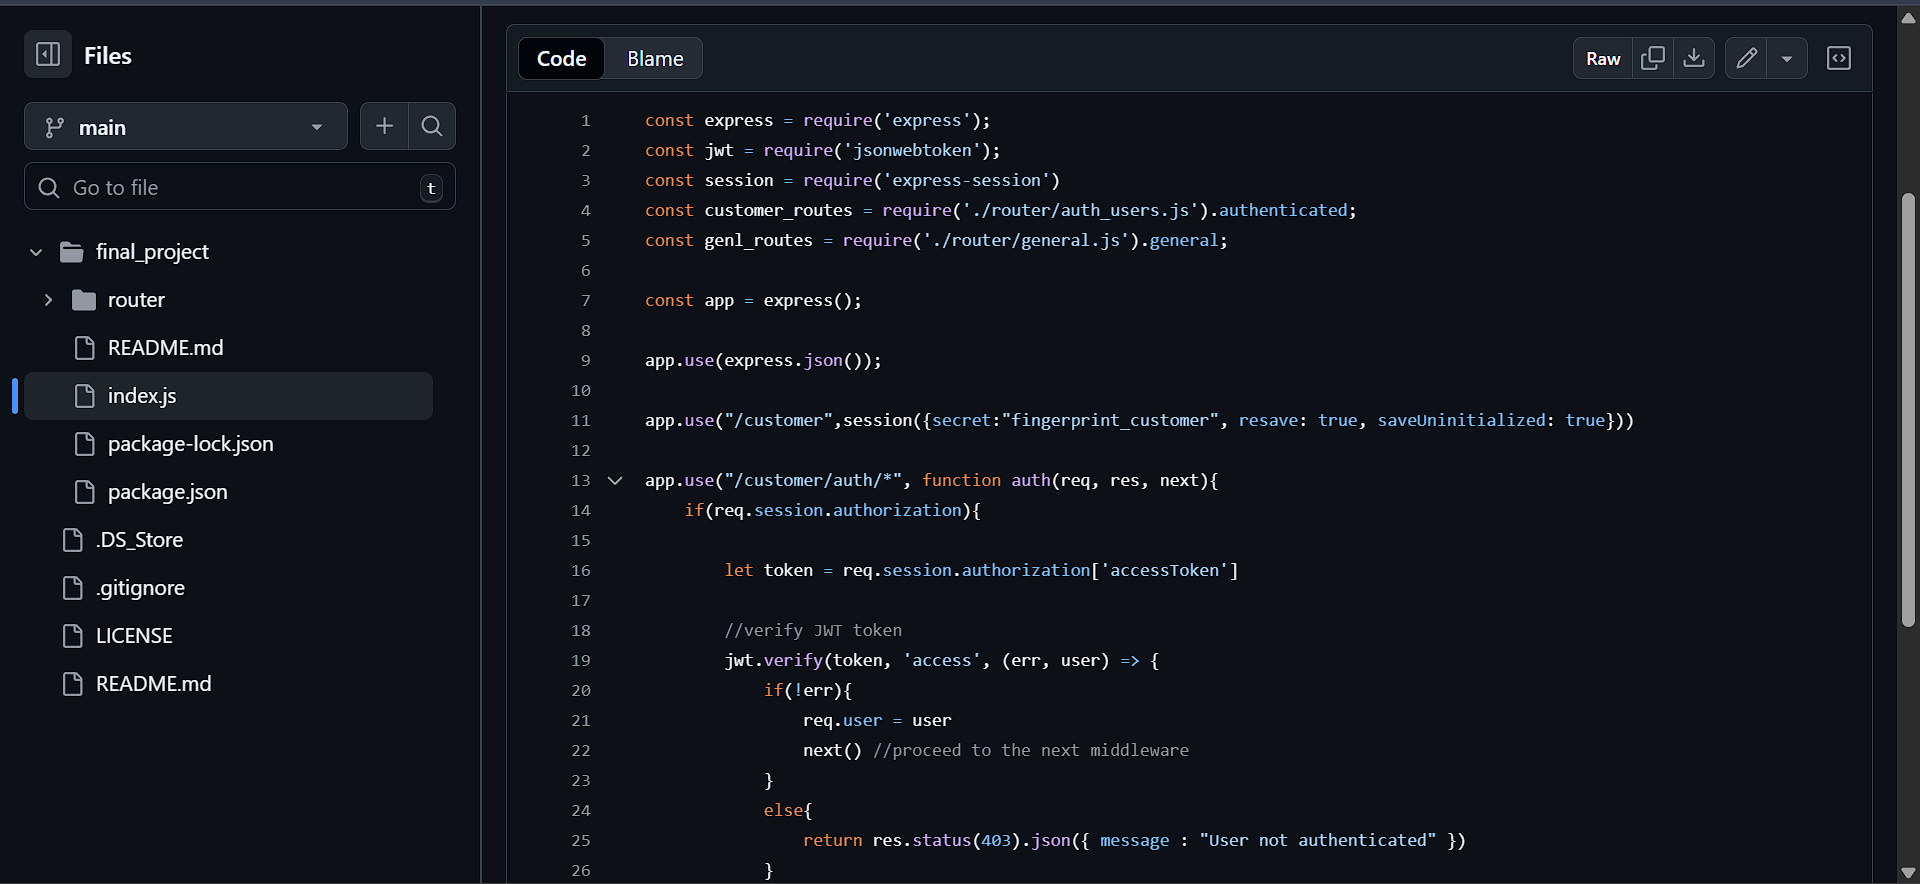 Files
main
Go to file
t
final_project
router
README.md
index.js
package-lock.json
package.json
.DS_Store
.gitignore
LICENSE
README.md
Code Blame
Raw
1 const express = require('express');
2 const jwt = require('jsonwebtoken');
3 const session = require('express-session')
4 const customer_routes = require('./router/auth_users.js').authenticated;
5 const genl_routes = require('./router/general.js').general;
6
7 const app = express();
8
9 app.use(express.json());
10
11 app.use("/customer",session({secret:"fingerprint_customer", resave: true, saveUninitialized: true}))
12
13 app.use("/customer/auth/*", function auth(req, res, next){
14     if(req.session.authorization){
15
16         let token = req.session.authorization['accessToken']
17
18         //verify JWT token
19         jwt.verify(token, 'access', (err, user) => {
20             if(!err){
21                 req.user = user
22                 next() //proceed to the next middleware
23             }
24             else{
25                 return res.status(403).json({ message : "User not authenticated" })
26             }